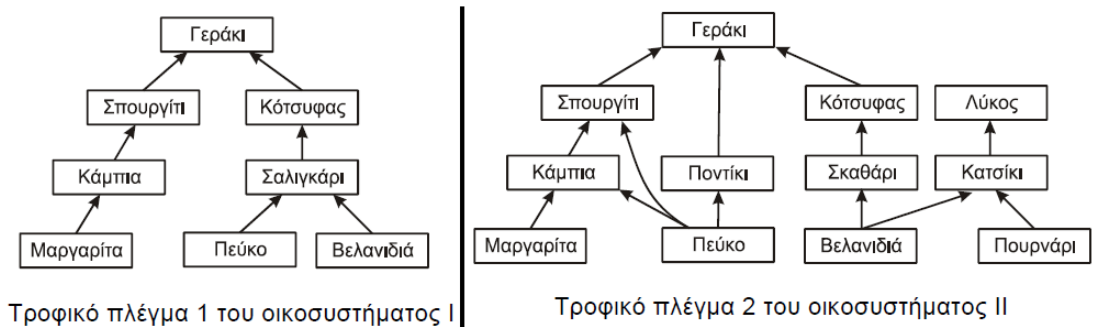 Γεράκι
Σπουργίτι Κότσυφας
Κάμπια Σαλιγκάρι
Μαργαρίτα Πεύκο Βελανιδιά
Τροφικό πλέγμα 1 του οικοσυστήματος Ι
Γεράκι
Σπουργίτι Κότσυφας Λύκος
Κάμπια Ποντίκι Σκαθάρι Κατσίκι
Μαργαρίτα Πεύκο Βελανιδιά Πουρνάρι
Τροφικό πλέγμα 2 του οικοσυστήματος ΙΙ